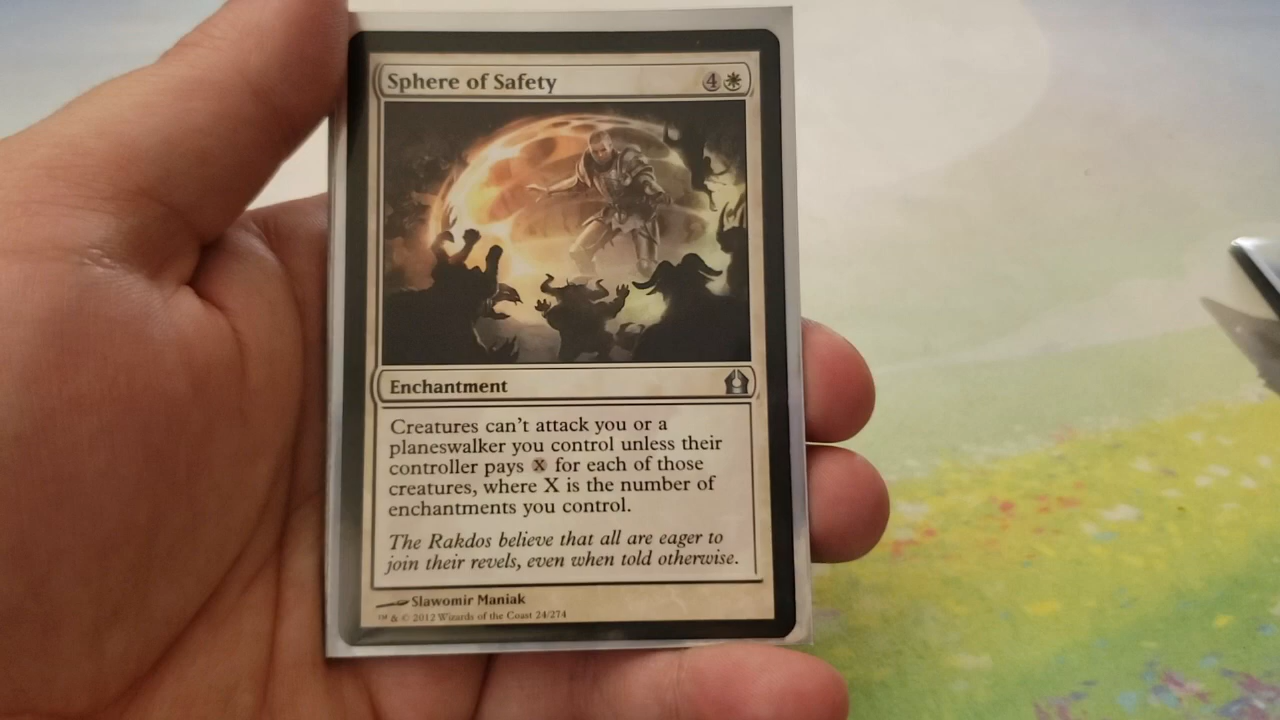 Sphere of Safety 4
Enchantment
Creatures can't attack you or a
planeswalker you control unless their
controller pays X for each of those
creatures, where X is the number of
enchantments you control.
The Rakdos believe that all are eager to
join their revels, even when told otherwise.
Slawomir Maniak
™ & © 2012 Wizards of the Coast 24/274